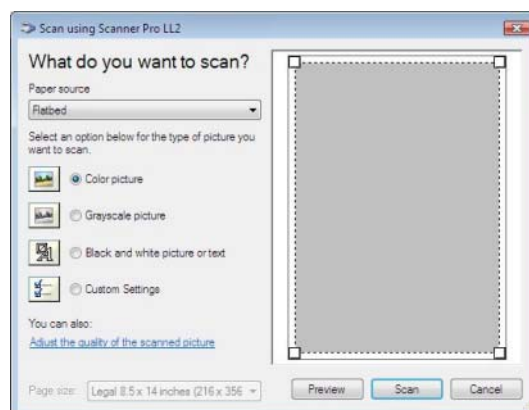 Scan using Scanner Pro LL2
What do you want to scan?
Paper source
Flatbed
Select an option below for the type of picture you
want to scan.
Color picture
Grayscale picture
Black and white picture or text
Custom Settings
You can also:
Adjust the quality of the scanned picture
Page size: Legal 8.5 x 14 inches (216 x 356
Preview Scan Cancel